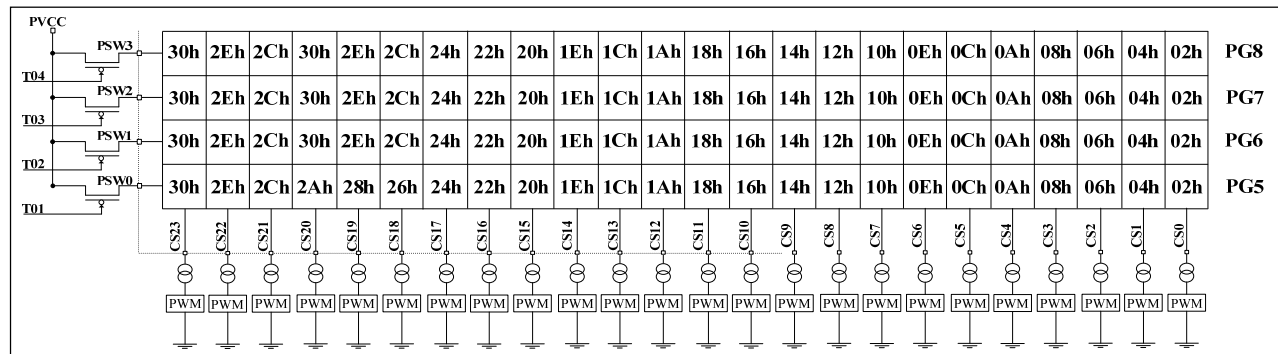 PVCC
PSW3 30h 2Eh 2Ch 30h 2Eh 2Ch 24h 22h 20h 1Eh 1Ch 1Ah 18h 16h 14h 12h 10h 0Eh 0Ch 0Ah 08h 06h 04h 02h PG8
T04
PSW2 30h 2Eh 2Ch 30h 2Eh 2Ch 24h 22h 20h 1Eh 1Ch 1Ah 18h 16h 14h 12h 10h 0Eh 0Ch 0Ah 08h 06h 04h 02h PG7
T03
PSW1 30h 2Eh 2Ch 30h 2Eh 2Ch 24h 22h 20h 1Eh 1Ch 1Ah 18h 16h 14h 12h 10h 0Eh 0Ch 0Ah 08h 06h 04h 02h PG6
T02
PSW0 30h 2Eh 2Ch 2Ah 28h 26h 24h 22h 20h 1Eh 1Ch 1Ah 18h 16h 14h 12h 10h 0Eh 0Ch 0Ah 08h 06h 04h 02h PG5
T01
CS23 CS22 CS21 CS20 CS19 CS18 CS17 CS16 CS15 CS14 CS13 CS12 CS11 CS10 CS9 CS8 CS7 CS6 CS5 CS4 CS3 CS2 CS1 CS0
PWM PWM PWM PWM PWM PWM PWM PWM PWM PWM PWM PWM PWM PWM PWM PWM PWM PWM PWM PWM PWM PWM PWM PWM